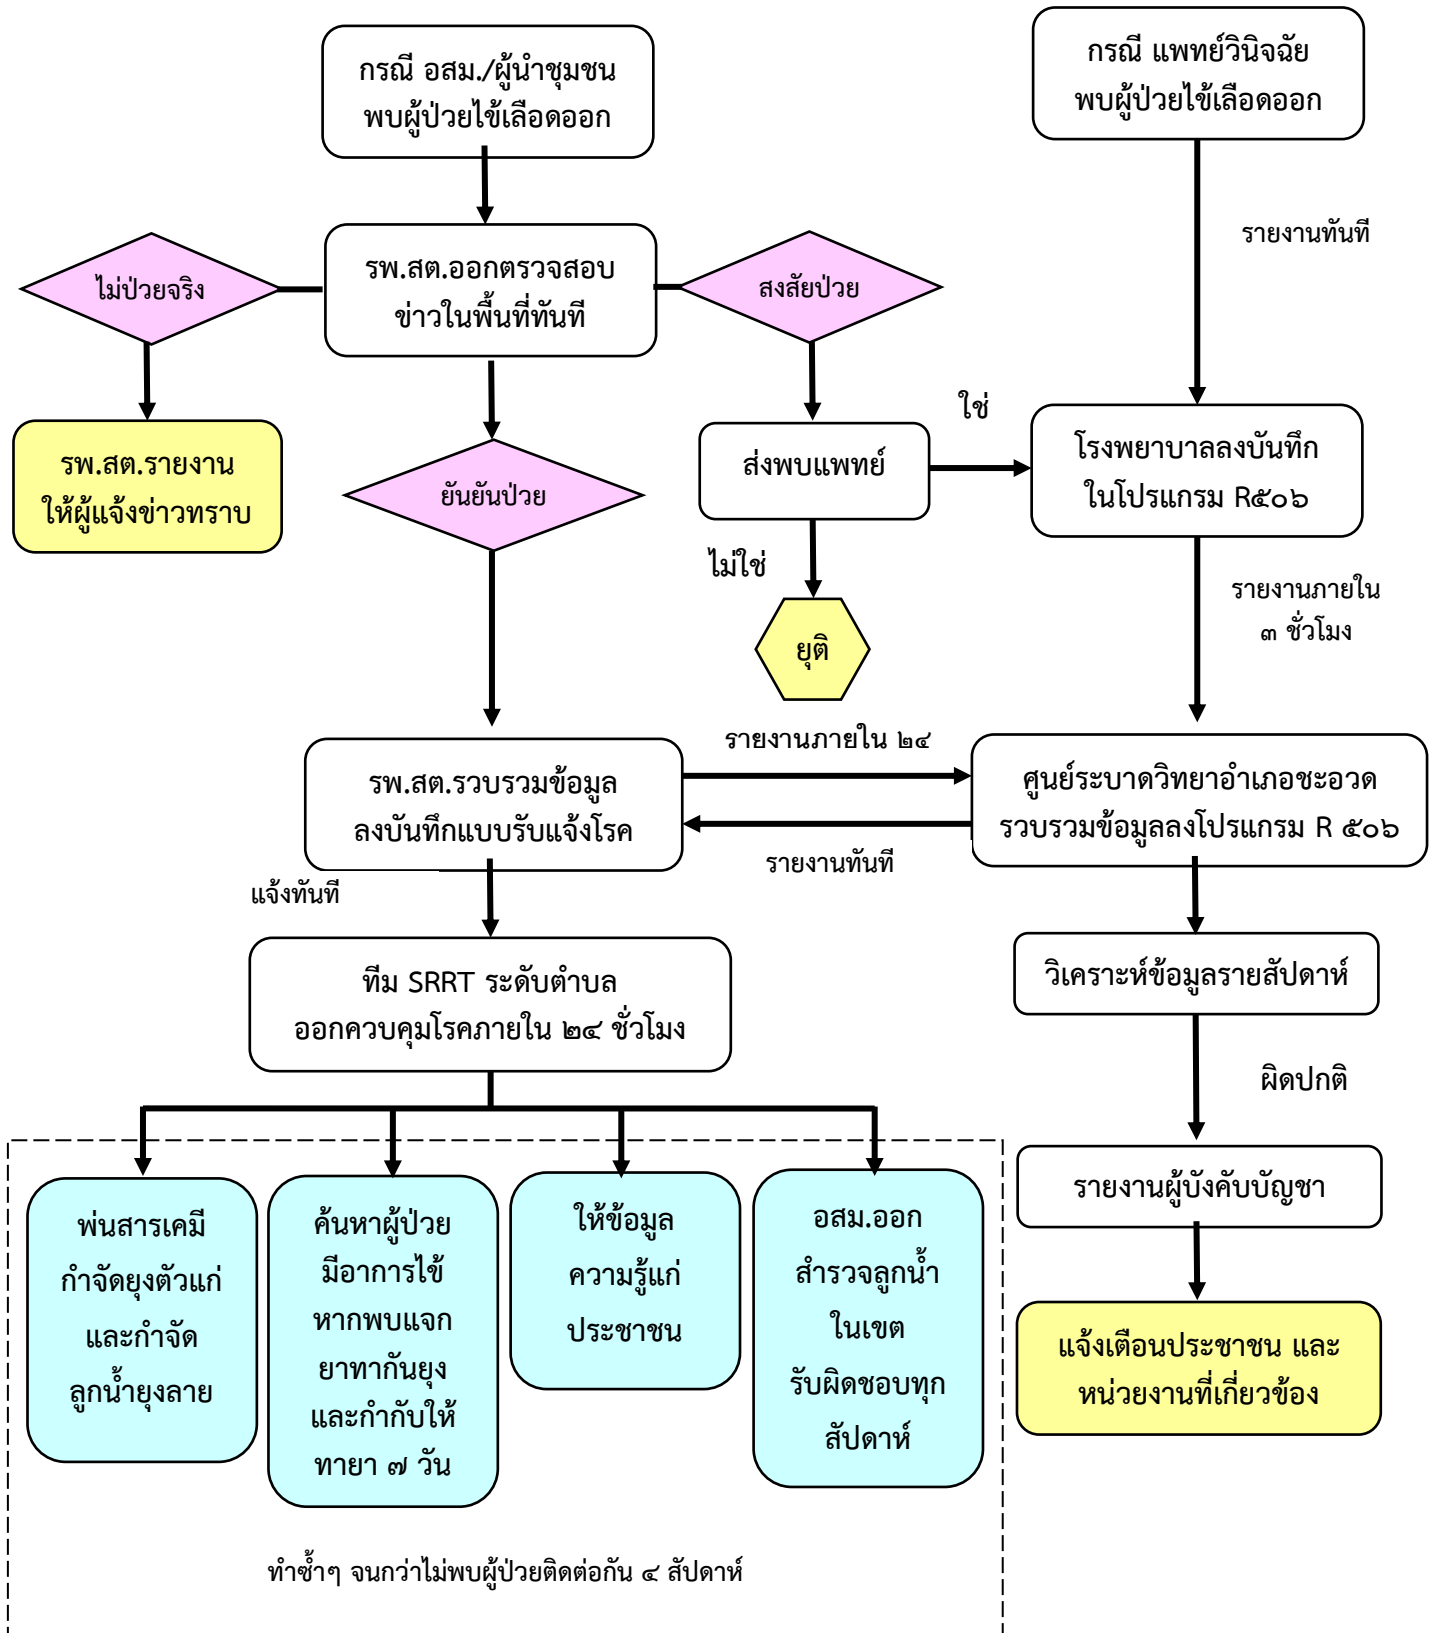 กรณี อสม./ผู้นำชุมชน
พบผู้ป่วยไข้เลือดออก
กรณี แพทย์วินิจฉัย
พบผู้ป่วยไข้เลือดออก
รายงานทันที
ไม่ป่วยจริง
รพ.สต.ออกตรวจสอบ
ข่าวในพื้นที่ทันที
สงสัยป่วย
ใช่
รพ.สต.รายงาน
ให้ผู้แจ้งข่าวทราบ
ยันยันป่วย
ส่งพบแพทย์
โรงพยาบาลลงบันทึก
ในโปรแกรม R๕๐๖
ไม่ใช่
ยุติ
รายงานภายใน
๓ ชั่วโมง
รายงานภายใน ๒๔
รพ.สต.รวบรวมข้อมูล
ลงบันทึกแบบรับแจ้งโรค
ศูนย์ระบาดวิทยาอำเภอชะอวด
รวบรวมข้อมูลลงโปรแกรม R ๕๐๖
รายงานทันที
แจ้งทันที
ทีม SRRT ระดับตำบล
ออกควบคุมโรคภายใน ๒๔ ชั่วโมง
วิเคราะห์ข้อมูลรายสัปดาห์
ผิดปกติ
รายงานผู้บังคับบัญชา
พ่นสารเคมี
กำจัดยุงตัวแก่
และกำจัด
ลูกน้ำยุงลาย
ค้นหาผู้ป่วย
มีอาการไข้
หากพบแจก
ยาทากันยุง
และกำกับให้
ทายา ๗ วัน
ให้ข้อมูล
ความรู้แก่
ประชาชน
อสม.ออก
สำรวจลูกน้ำ
ในเขต
รับผิดชอบทุก
สัปดาห์
แจ้งเตือนประชาชน และ
หน่วยงานที่เกี่ยวข้อง
ทำซ้ำๆ จนกว่าไม่พบผู้ป่วยติดต่อกัน ๔ สัปดาห์